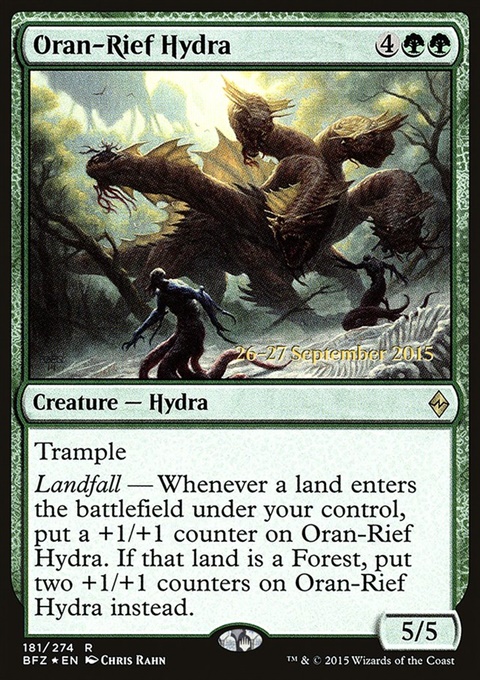 Oran-Rief Hydra 4
26-27 September 2015
Creature — Hydra
Trample
Landfall — Whenever a land enters
the battlefield under your control,
put a +1/+1 counter on Oran-Rief
Hydra. If that land is a Forest, put
two +1/+1 counters on Oran-Rief
Hydra instead.
5/5
181/274 R
BFZ ★ EN Chris Rahn
™ & © 2015 Wizards of the Coast